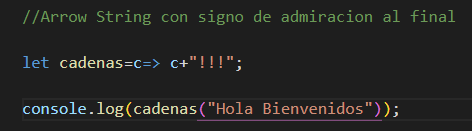 //Arrow String con signo de admiracion al final
let cadenas=c=> c+"!!!";
console.log(cadenas("Hola Bienvenidos"));